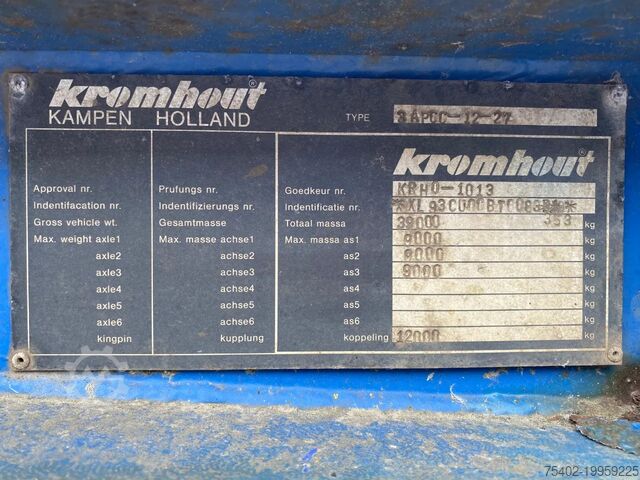 kromhout
KAMPEN HOLLAND TYPE 3APCC-12-27
kromhout
Approval nr. Prufungs nr. Goedkeur nr. KRHO-1013
Indentifacation nr. Indentifizierungs nr. Indentificatie nr.
Gross vehicle wt. Gesamtmasse Totaal massa 39000 kg
Max. weight axle1 Max. masse achse1 Max. massa as1 9000 kg
axle2 achse2 as2 9000 kg
axle3 achse3 as3 9000 kg
axle4 achse4 as4 kg
axle5 achse5 as5 kg
axle6 achse6 as6 kg
kingpin kupplung koppeling 12000 kg
75402-19959225